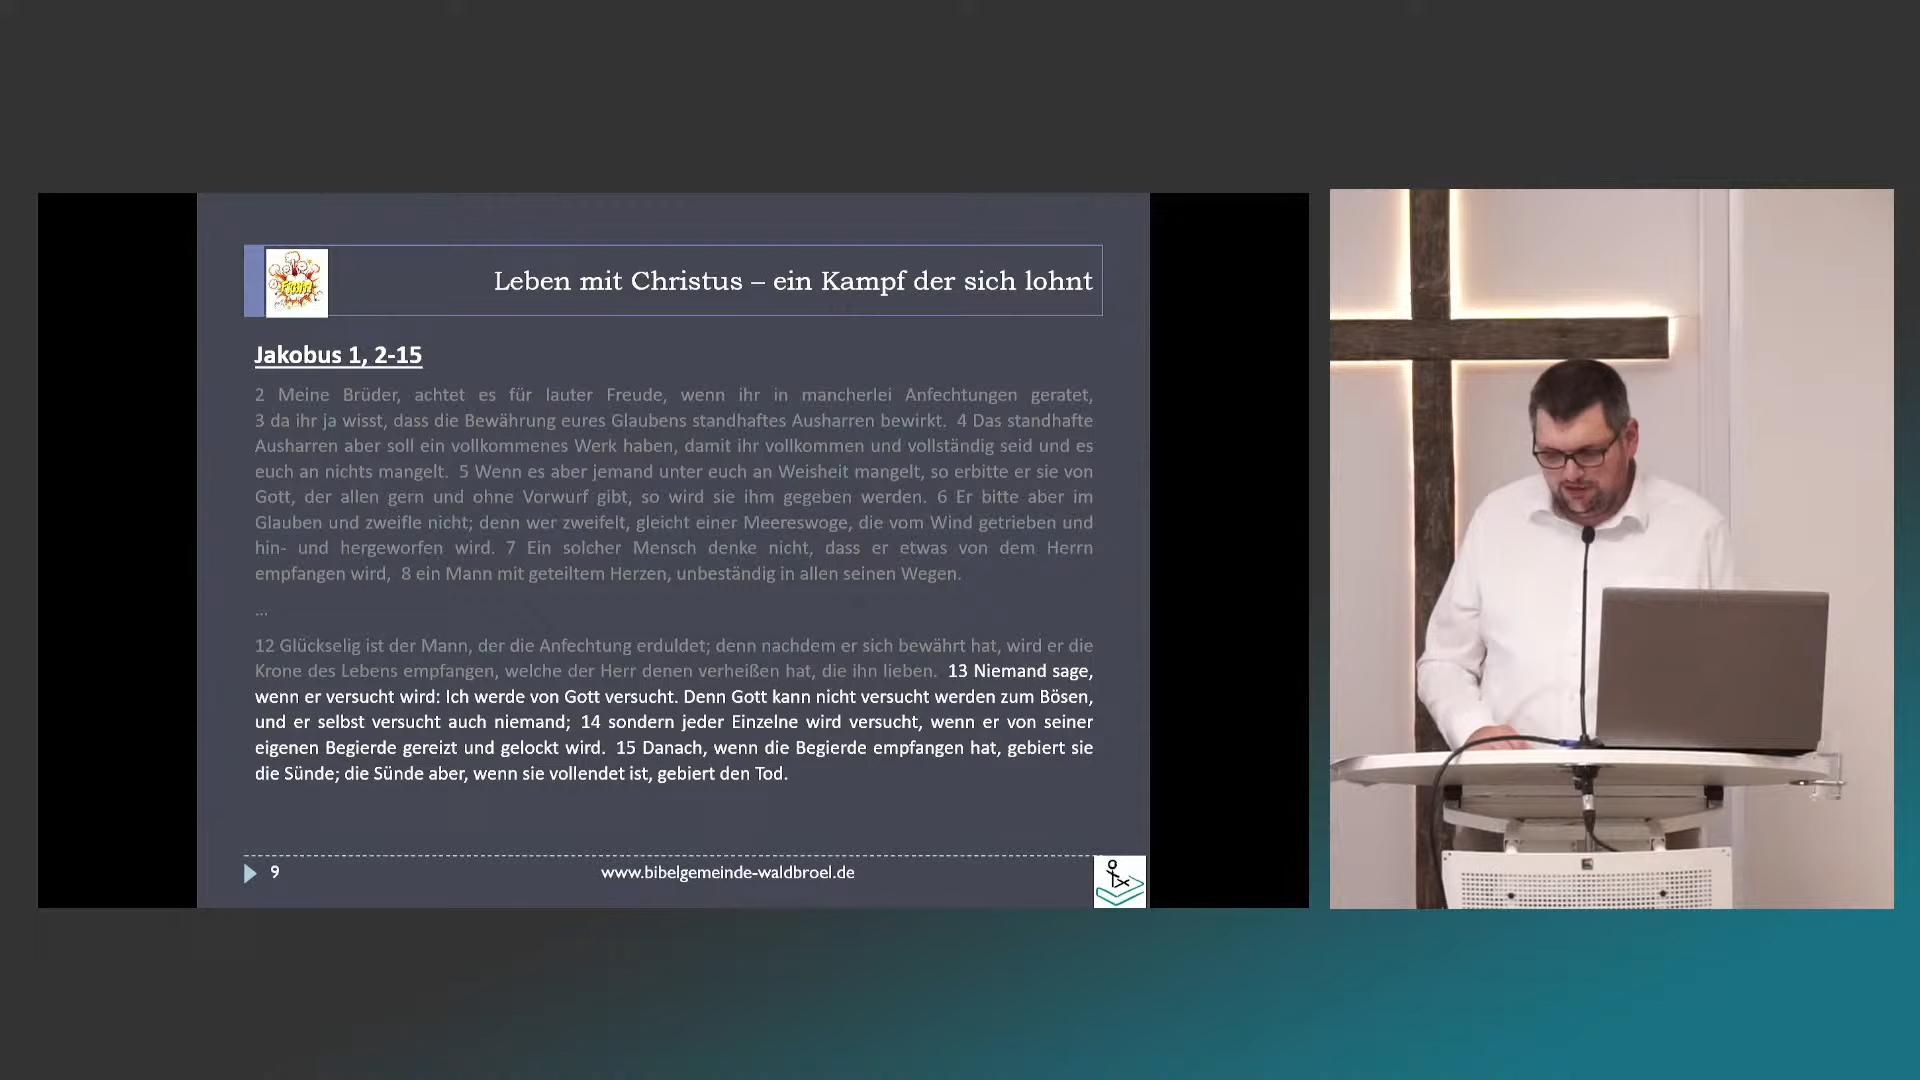 FIGHT!
Leben mit Christus – ein Kampf der sich lohnt
Jakobus 1, 2-15
2 Meine Brüder, achtet es für lauter Freude, wenn ihr in mancherlei Anfechtungen geratet,
3 da ihr ja wisst, dass die Bewährung eures Glaubens standhaftes Ausharren bewirkt. 4 Das standhafte
Ausharren aber soll ein vollkommenes Werk haben, damit ihr vollkommen und vollständig seid und es
euch an nichts mangelt. 5 Wenn es aber jemand unter euch an Weisheit mangelt, so erbitte er sie von
Gott, der allen gern und ohne Vorwurf gibt, so wird sie ihm gegeben werden. 6 Er bitte aber im
Glauben und zweifle nicht; denn wer zweifelt, gleicht einer Meereswoge, die vom Wind getrieben und
hin- und hergeworfen wird. 7 Ein solcher Mensch denke nicht, dass er etwas von dem Herrn
empfangen wird, 8 ein Mann mit geteiltem Herzen, unbeständig in allen seinen Wegen.
...
12 Glückselig ist der Mann, der die Anfechtung erduldet; denn nachdem er sich bewährt hat, wird er die
Krone des Lebens empfangen, welche der Herr denen verheißen hat, die ihn lieben. 13 Niemand sage,
wenn er versucht wird: Ich werde von Gott versucht. Denn Gott kann nicht versucht werden zum Bösen,
und er selbst versucht auch niemand; 14 sondern jeder Einzelne wird versucht, wenn er von seiner
eigenen Begierde gereizt und gelockt wird. 15 Danach, wenn die Begierde empfangen hat, gebiert sie
die Sünde; die Sünde aber, wenn sie vollendet ist, gebiert den Tod.
9
www.bibelgemeinde-waldbroel.de